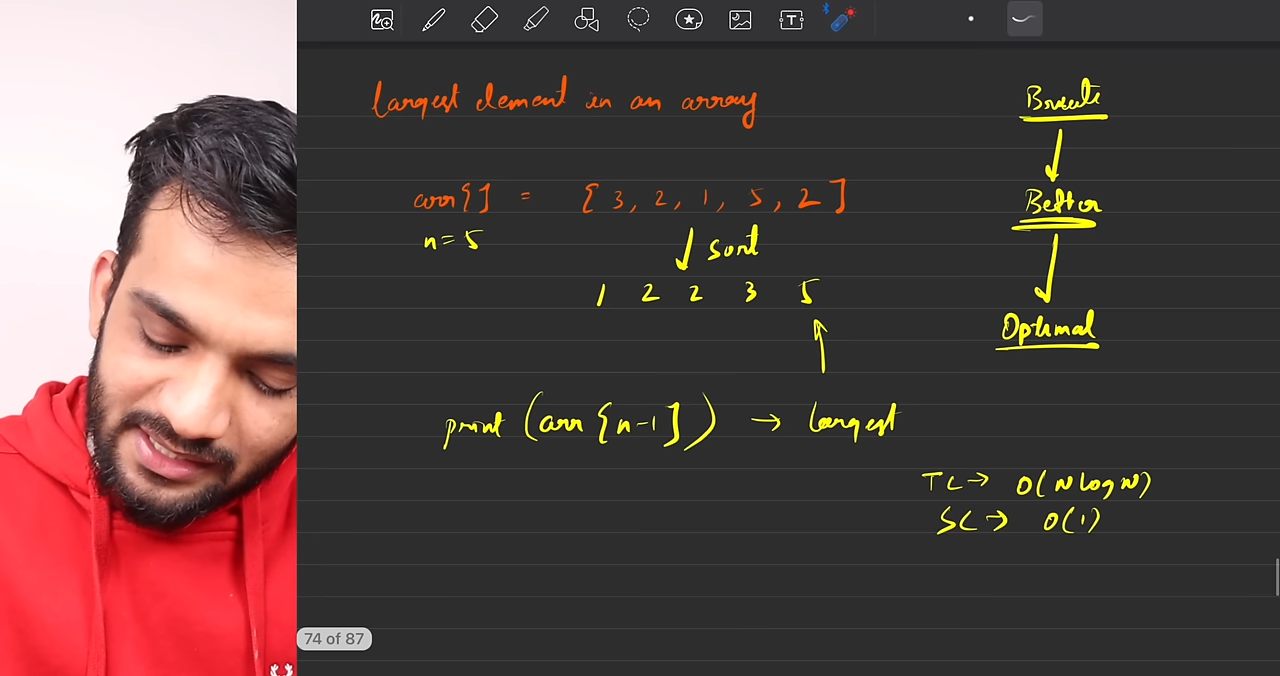 largest element in an array
arr[] = [3, 2, 1, 5, 2]
n=5
sort
1 2 2 3 5
print (arr[n-1]) → largest
TC → O(N log N)
SC → O(1)
Bruete
Better
Optimal
74 of 87